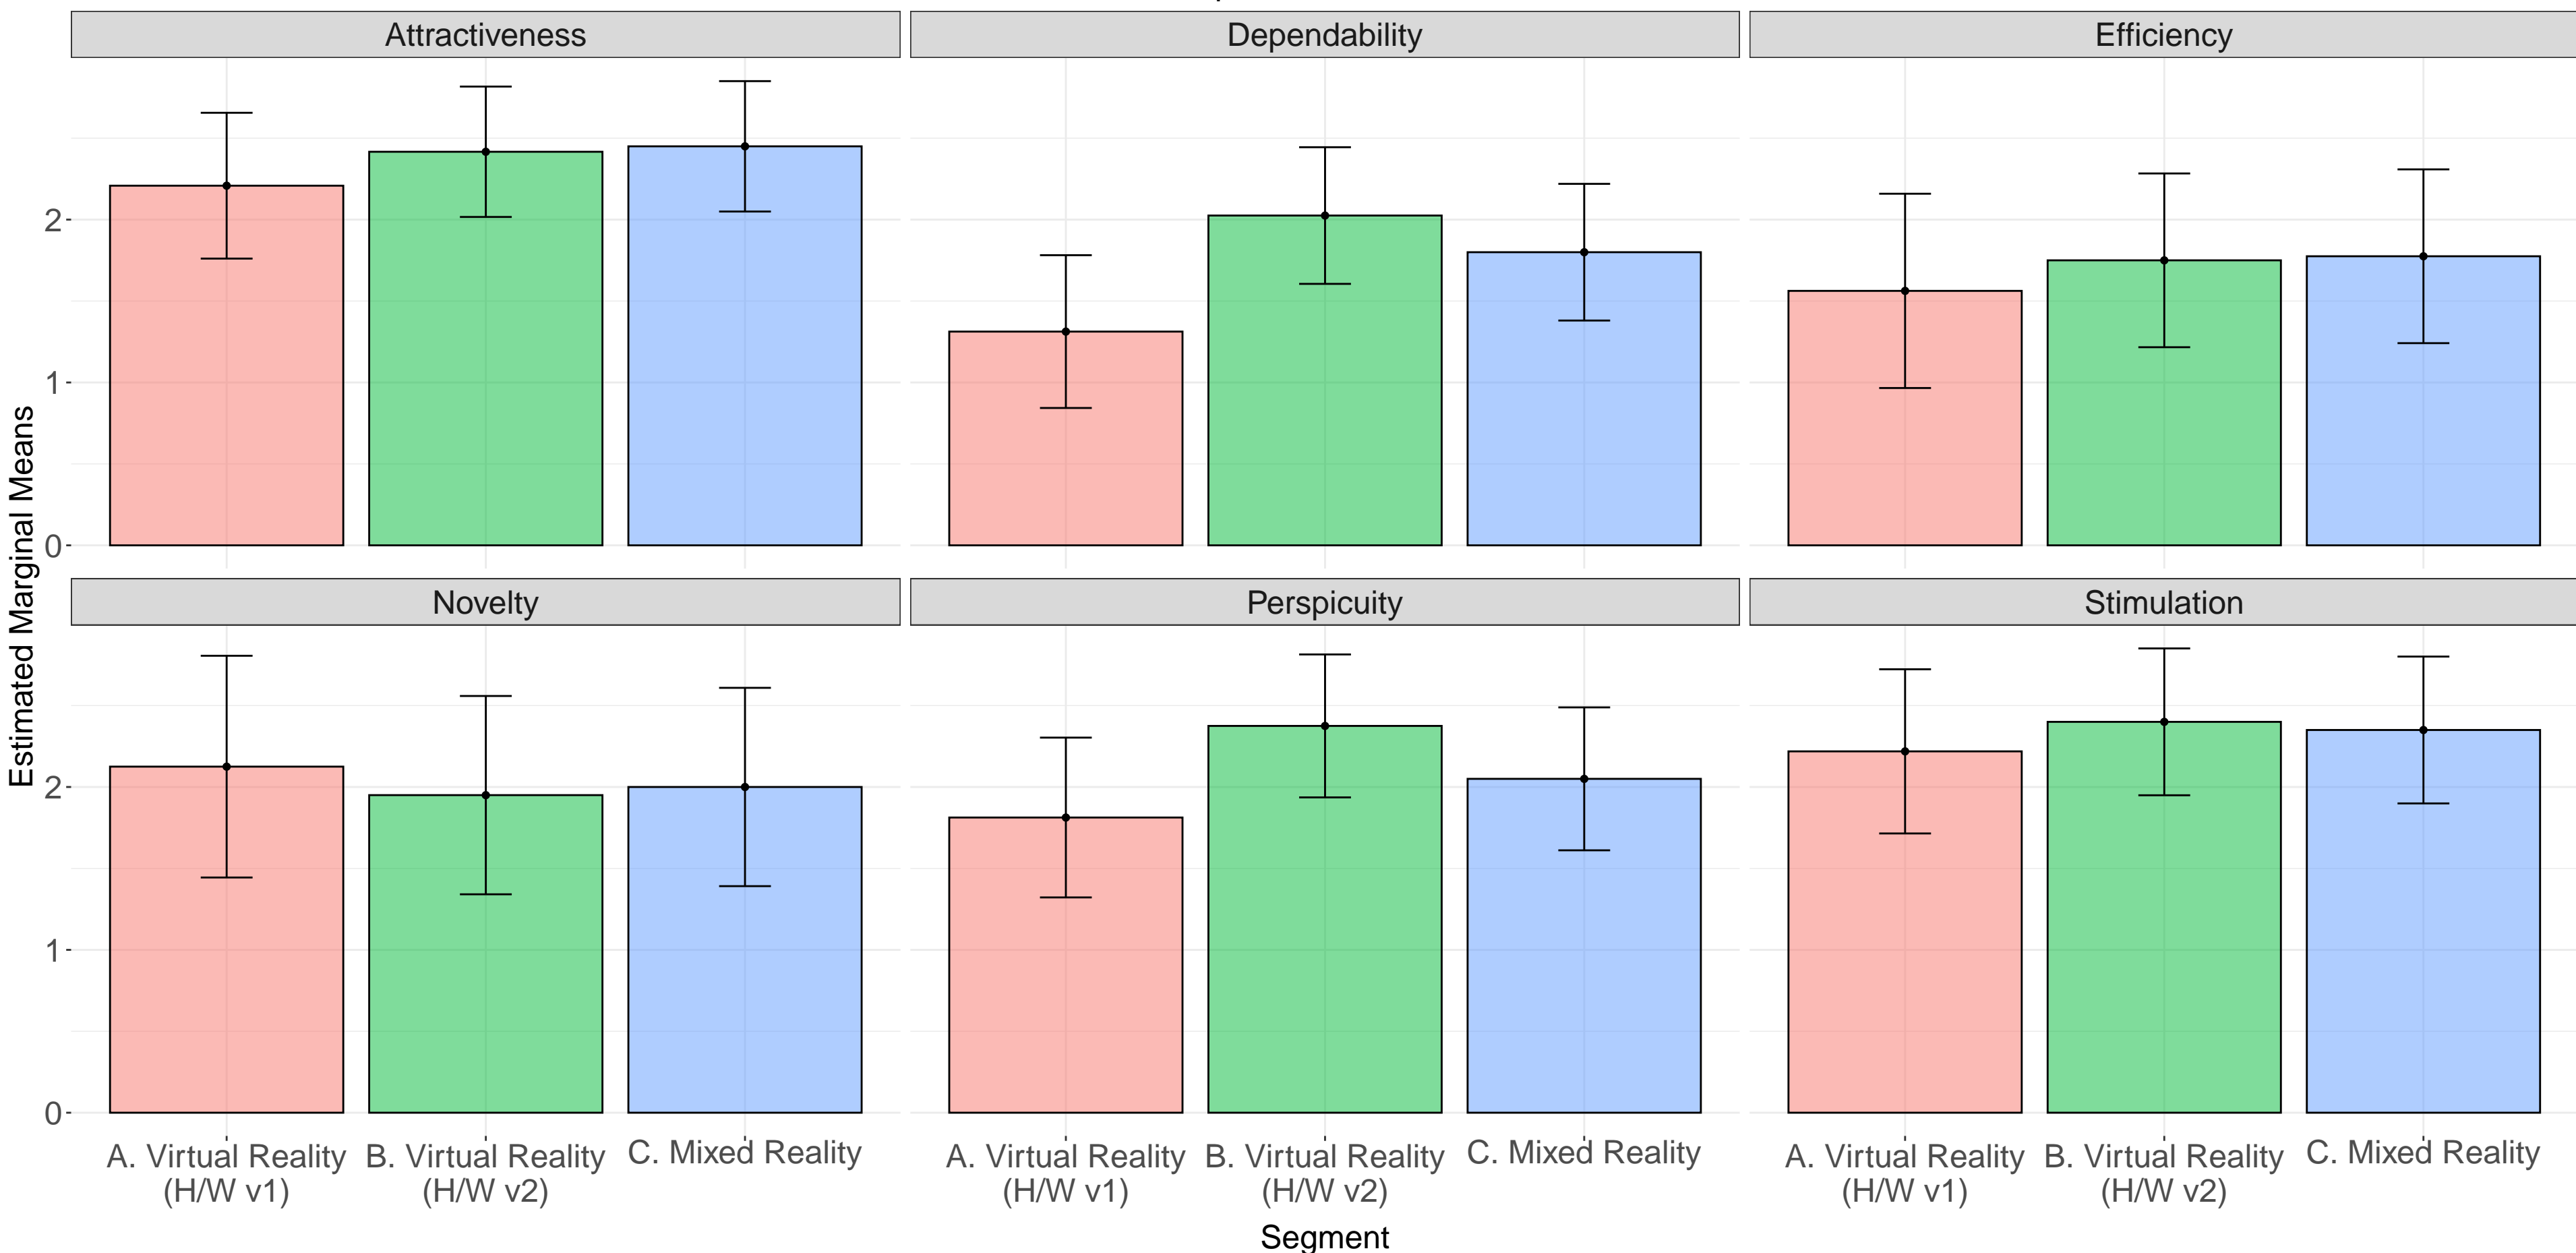 Attractiveness
Dependability
Efficiency
2
1
0
Estimated Marginal Means
Novelty
Perspicuity
Stimulation
2
1
0
A. Virtual Reality
(H/W v1)
B. Virtual Reality
(H/W v2)
C. Mixed Reality
A. Virtual Reality
(H/W v1)
B. Virtual Reality
(H/W v2)
C. Mixed Reality
A. Virtual Reality
(H/W v1)
B. Virtual Reality
(H/W v2)
C. Mixed Reality
Segment